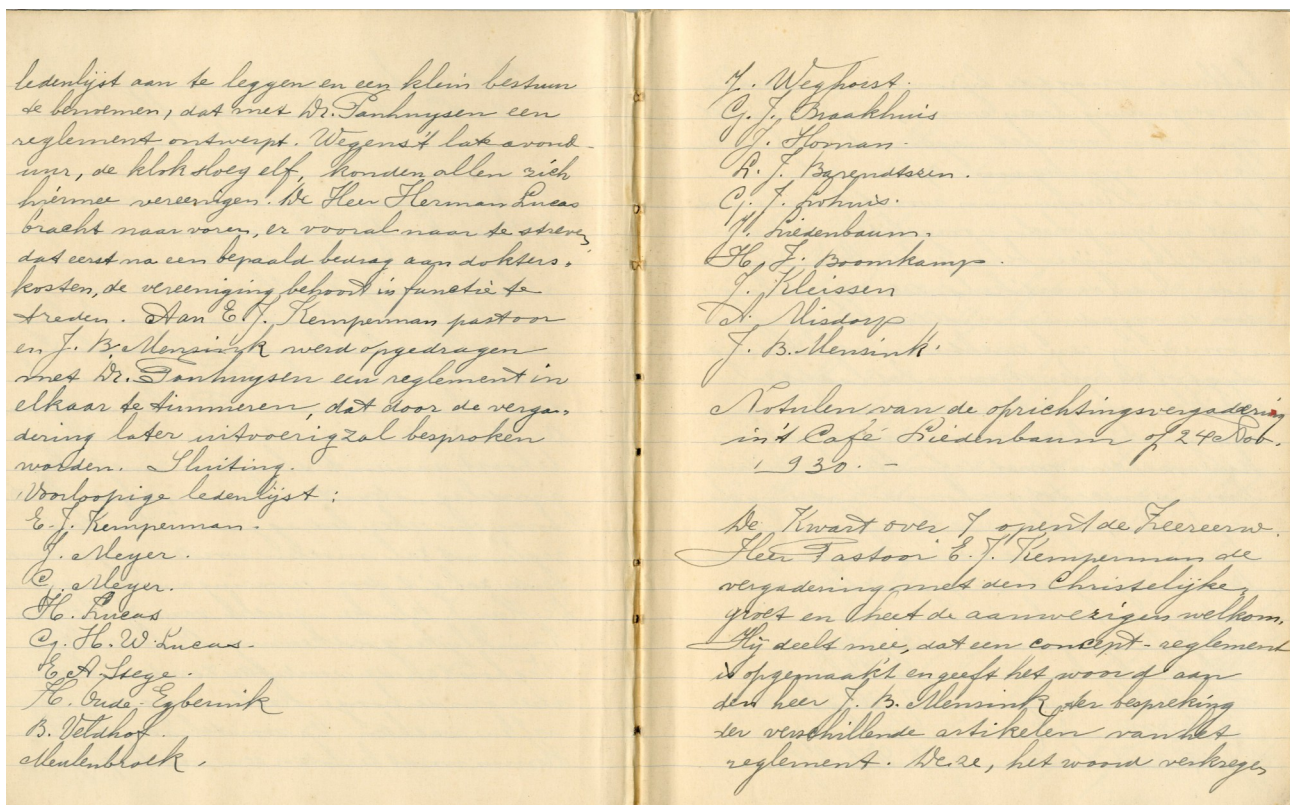 ledenlijst aan te leggen en een klein bestuur
te benoemen, dat met Dr. Panhuysen een
reglement ontwerpt. Wegens 't late avond-
uur, de klok sloeg elf, konden allen zich
hiermee vereenigen. De Heer Herman Lucas
bracht naar voren, er vooral naar te streven,
dat eerst na een bepaald bedrag aan dokters-
kosten, de vereeniging behoort in functie te
treden. Aan E. J. Kemperman pastoor
en J. B. Mensink werd opgedragen
met Dr. Panhuysen een reglement in
elkaar te timmeren, dat door de verga-
dering later uitvoerig zal besproken
worden. Sluiting.
Voorloopige ledenlijst:
E. J. Kemperman.
J. Meyer.
G. Meyer.
H. Lucas
G. H. W. Lucas.
E. A. Stege.
H. Oude-Egberink
B. Veldhof.
Meulenbroek.
J. Weghorst.
G. J. Braakhuis
J. Homan.
L. J. Barendtszen.
G. J. Lohuis.
J. Liedenbaum.
H. J. Boomkamp.
J. Kleissen
A. Misdorp
J. B. Mensink.
Notulen van de oprichtingsvergadering
in 't Café Liedenbaum op 24 Nov.
1930. -
De Kwart over 7 opent de Zeereerw.
Heer Pastoor E. J. Kemperman de
vergadering met den Christelijke
groet en heet de aanwezigen welkom.
Hij deelt mee, dat een concept-reglement
is opgemaakt en geeft het woord aan
den heer J. B. Mensink ter bespreking
der verschillende artikelen van het
reglement. Deze, het woord verkregen